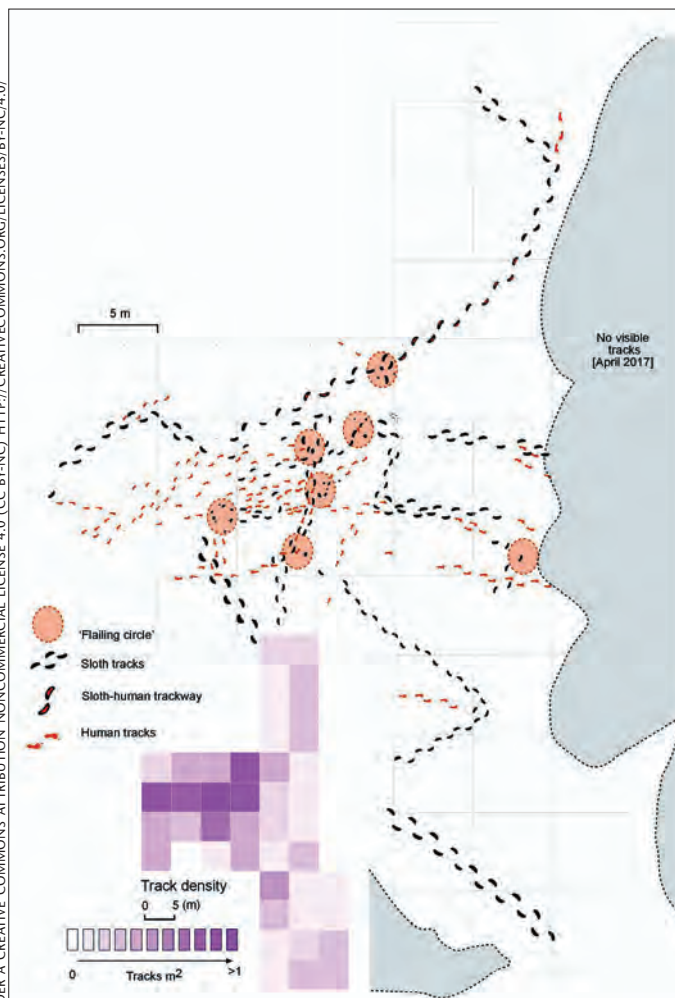 DER A CREATIVE COMMONS ATTRIBUTION NONCOMMERCIAL LICENSE 4.0 (CC BY-NC) HTTP://CREATIVECOMMONS.ORG/LICENSES/BY-NC/4.0/
5 m
No visible
tracks
[April 2017]
'Flailing circle'
Sloth tracks
Sloth-human trackway
Human tracks
Track density
0 5 (m)
0 >1
Tracks m2